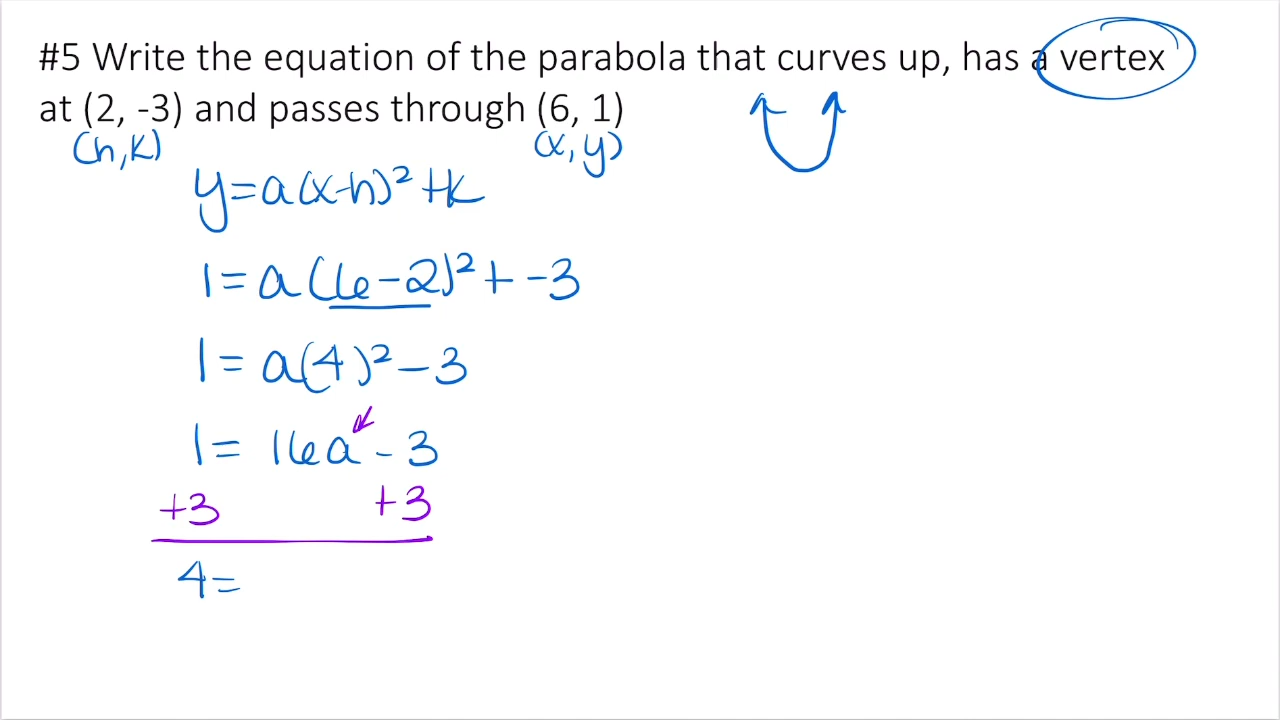 #5 Write the equation of the parabola that curves up, has a vertex
at (2, -3) and passes through (6, 1)
(h,k) (x,y)
y=a(x-h)²+k
1=a(6-2)²+-3
1=a(4)²-3
1=16a-3
+3 +3
4=